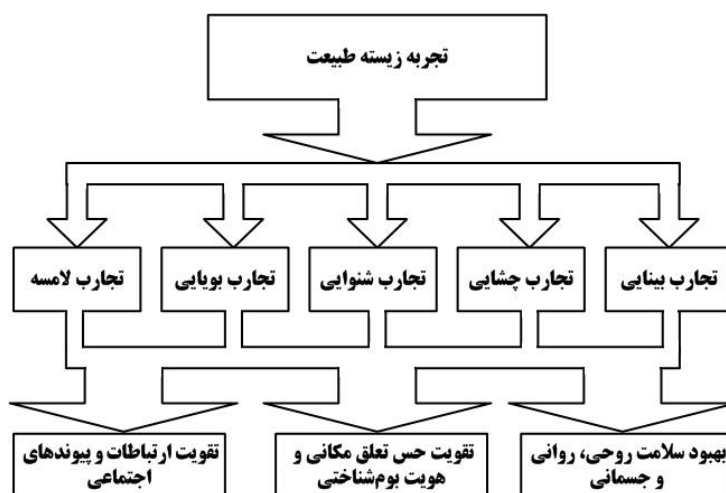 تجربه زیسته طبیعت
تجارب بینایی
تجارب چشایی
تجارب شنوایی
تجارب بویایی
تجارب لامسه
بهبود سلامت روحی، روانی
و جسمانی
تقویت حس تعلق مکانی و
هویت بوم‌شناختی
تقویت ارتباطات و پیوندهای
اجتماعی